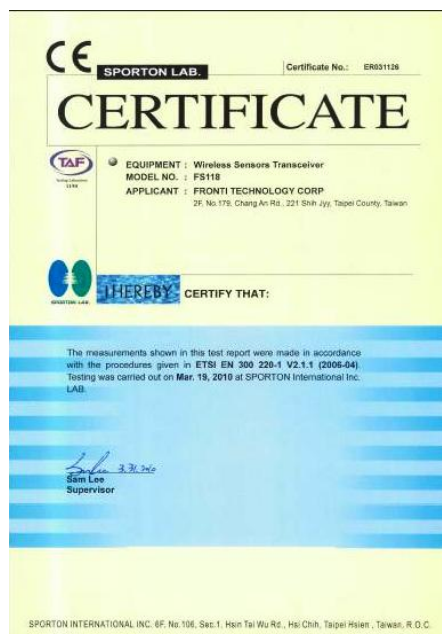 CE
SPORTON LAB.
Certificate No.: ER031126
CERTIFICATE
TAF
EQUIPMENT : Wireless Sensors Transceiver
MODEL NO. : FS118
APPLICANT : FRONTI TECHNOLOGY CORP
2F, No.179, Chang An Rd., 221 Shih Jyy, Taipei County, Taiwan
SPORTON LAB.
I HEREBY CERTIFY THAT:
The measurements shown in this test report were made in accordance
with the procedures given in ETSI EN 300 220-1 V2.1.1 (2006-04).
Testing was carried out on Mar. 19, 2010 at SPORTON International Inc.
LAB.
3.31.2010
Sam Lee
Supervisor
SPORTON INTERNATIONAL INC. 6F, No.106, Sec.1, Hsin Tai Wu Rd., Hsi Chih, Taipei Hsien , Taiwan, R.O.C.